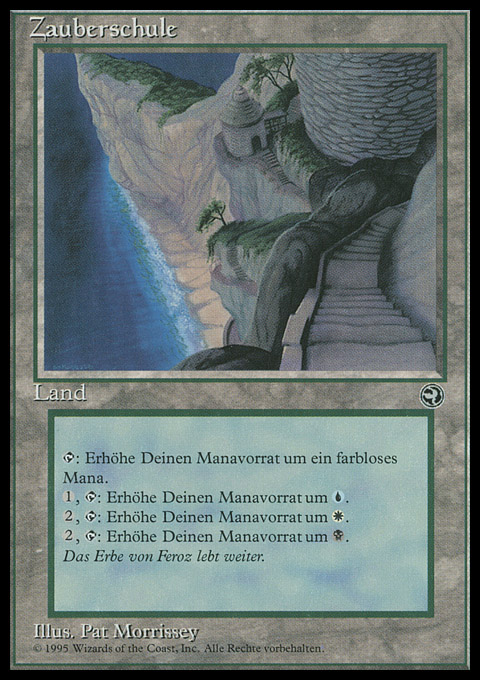 Zauberschule
Land
: Erhöhe Deinen Manavorrat um ein farbloses
Mana.
1, : Erhöhe Deinen Manavorrat um .
2, : Erhöhe Deinen Manavorrat um .
2, : Erhöhe Deinen Manavorrat um .
Das Erbe von Feroz lebt weiter.
Illus. Pat Morrissey
© 1995 Wizards of the Coast, Inc. Alle Rechte vorbehalten.